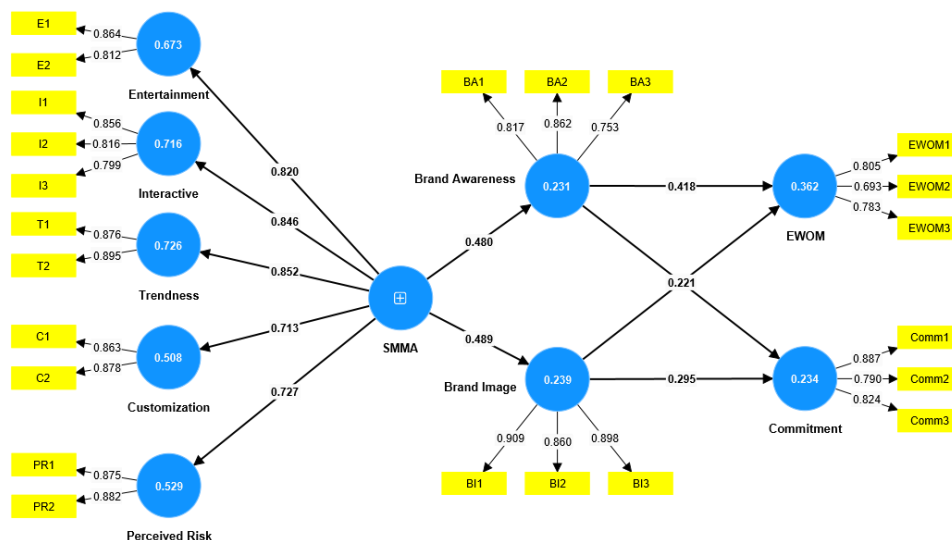 E1
0.864
0.812
E2
0.673
Entertainment
I1
0.856
I2
0.816
0.799
I3
0.716
Interactive
T1
0.876
0.895
T2
0.726
Trendness
C1
0.863
0.878
C2
0.508
Customization
PR1
0.875
0.882
PR2
0.529
Perceived Risk
0.820
0.846
0.852
0.713
0.727
SMMA
0.480
0.489
BA1
BA2
BA3
0.817
0.862
0.753
Brand Awareness
0.231
Brand Image
0.239
0.909
0.860
0.898
BI1
BI2
BI3
0.418
0.221
0.295
0.362
EWOM
0.805
0.693
0.783
EWOM1
EWOM2
EWOM3
0.234
Commitment
0.887
0.790
0.824
Comm1
Comm2
Comm3